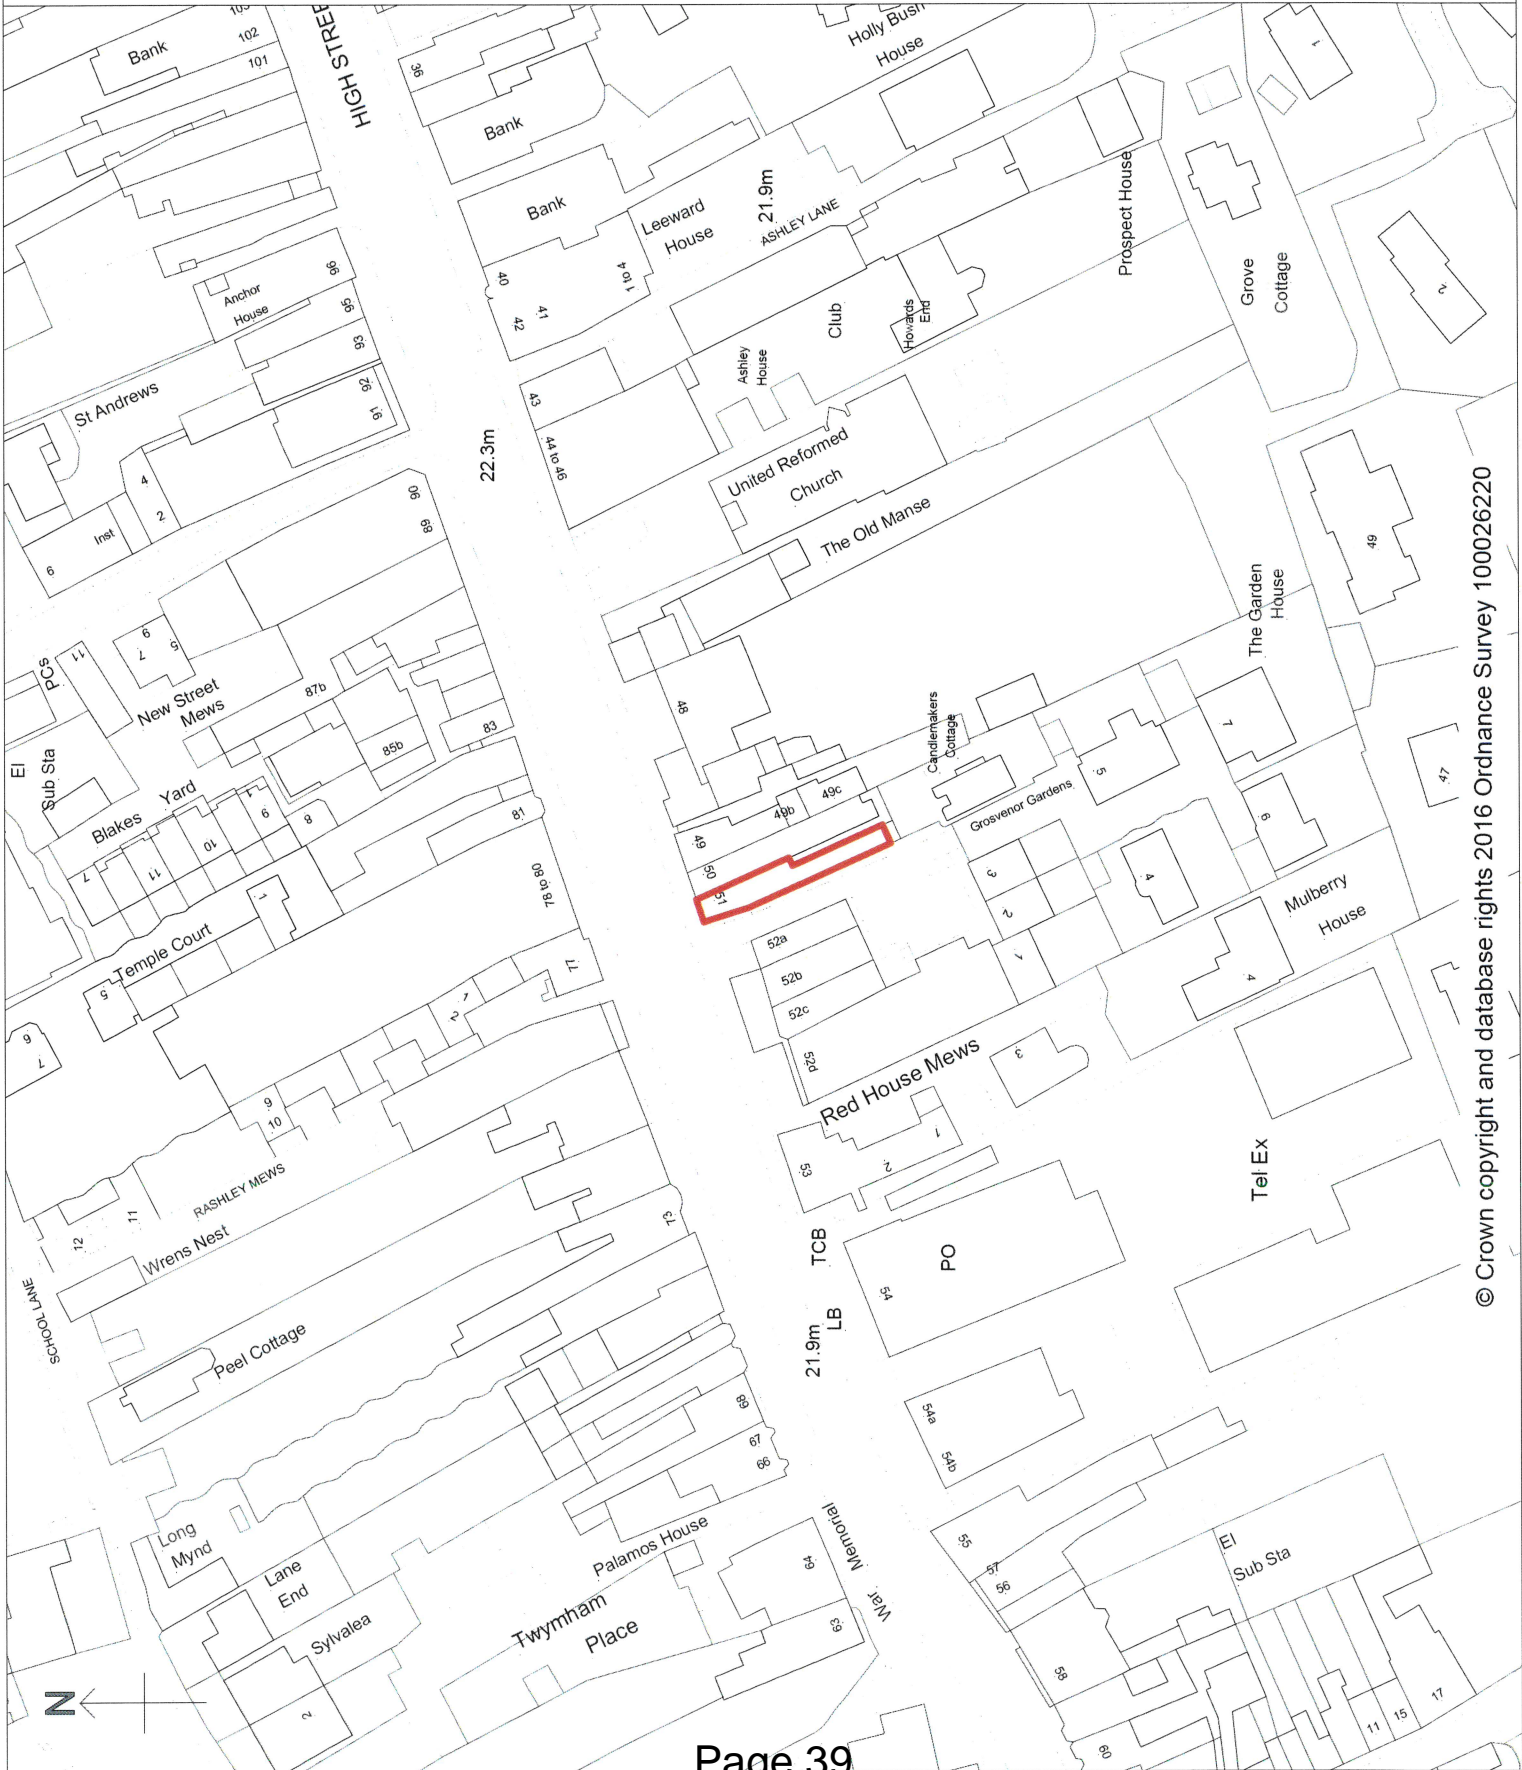 103
102
101
Bank
HIGH STREE
96
Bank
Holly Bush
House
1
Bank
Leeward
House
21.9m
ASHLEY LANE
Prospect House
Grove
Cottage
2
40
41
42
1 to 4
Anchor
House
96
95
93
92
91
St Andrews
4
2
Inst
6
43
44 to 46
22.3m
Ashley
House
Club
Howards
End
United Reformed
Church
The Old Manse
90
89
49
The Garden
House
PCs
11
9
7
5
New Street
Mews
87b
85b
83
48
Candlemakers
Cottage
7
5
47
El
Sub Sta
Blakes
Yard
7
11
10
9
1
8
81
78 to 80
49
49b
49c
50
51
Grosvenor Gardens
6
3
2
4
1
Mulberry
House
4
Temple Court
1
5
77
52a
52b
52c
52d
6
7
1
2
9
10
Red House Mews
3
1
2
53
RASHLEY MEWS
11
12
Wrens Nest
SCHOOL LANE
73
TCB
PO
54
Tel Ex
21.9m
LB
Peel Cottage
68
67
66
54a
54b
Long
Mynd
Lane
End
Sylvalea
2
Palamos House
Twymham
Place
64
63
War
Memorial
55
57
56
58
El
Sub Sta
60
11
15
17
N
© Crown copyright and database rights 2016 Ordnance Survey 100026220
Page 39